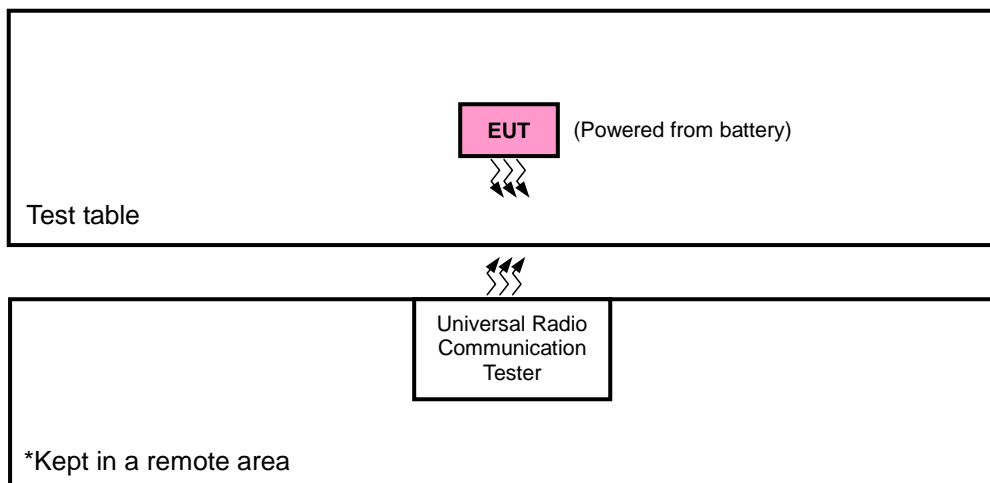 EUT
(Powered from battery)
Test table
Universal Radio
Communication
Tester
*Kept in a remote area